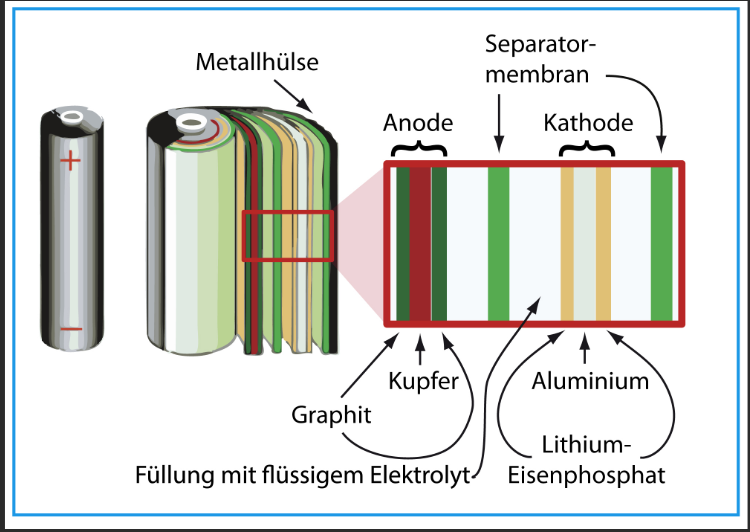 Separator-
membran
Metallhülse
Anode
Kathode
+
−
Kupfer
Aluminium
Graphit
Lithium-
Eisenphosphat
Füllung mit flüssigem Elektrolyt